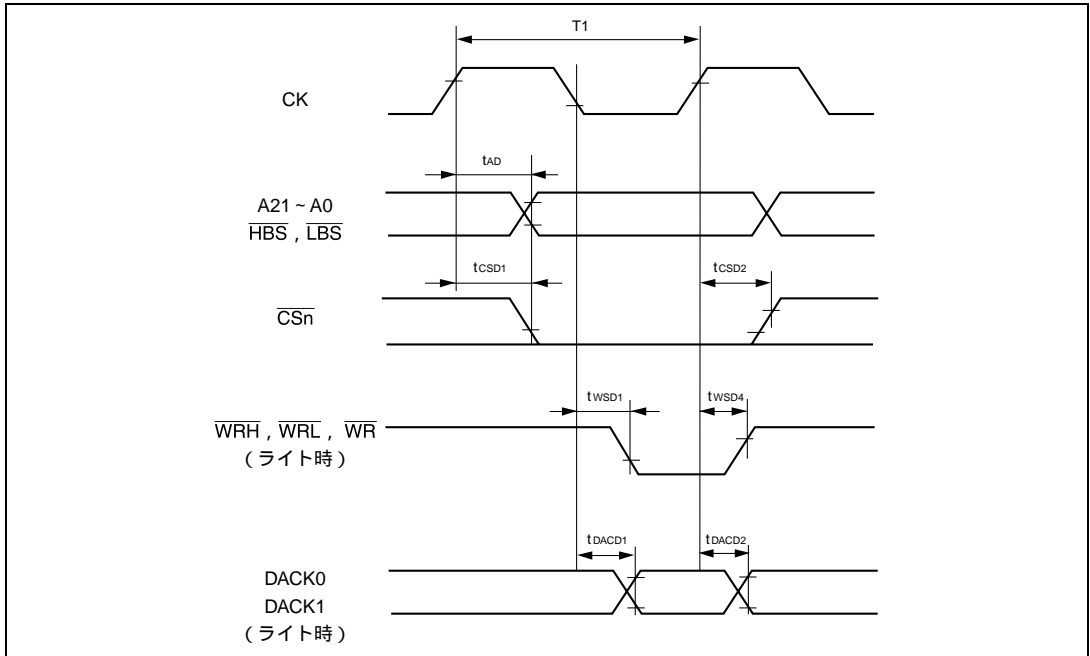 T1
CK
tAD
A21 ~ A0
HBS , LBS
tCSD1
tCSD2
CSn
tWSD1
tWSD4
WRH , WRL , WR
( ライト時 )
tDACD1
tDACD2
DACK0
DACK1
( ライト時 )